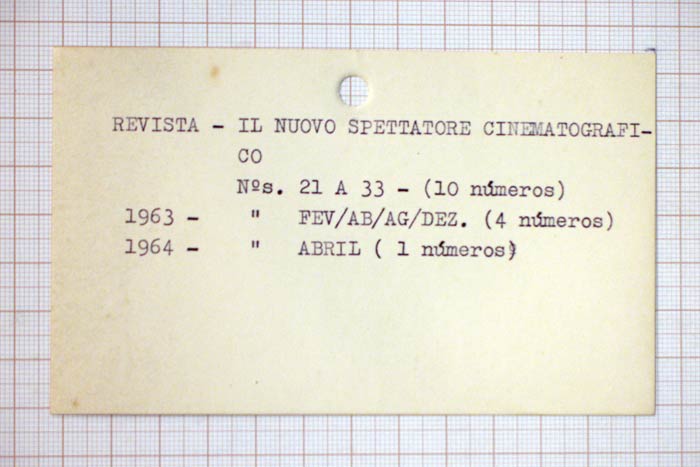 REVISTA - IL NUOVO SPETTATORE CINEMATOGRAFI-
CO
Nºs. 21 A 33 - (10 números)
1963 - " FEV/AB/AG/DEZ. (4 números)
1964 - " ABRIL ( 1 números)